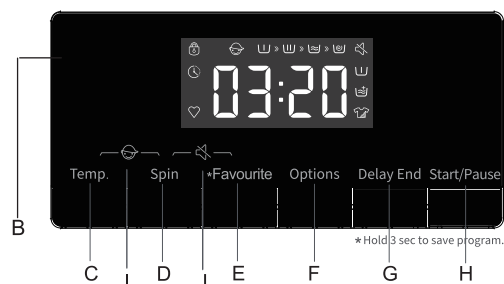 03:20
B
Temp. Spin *Favourite Options Delay End Start/Pause
*Hold 3 sec to save program.
C I D J E F G H